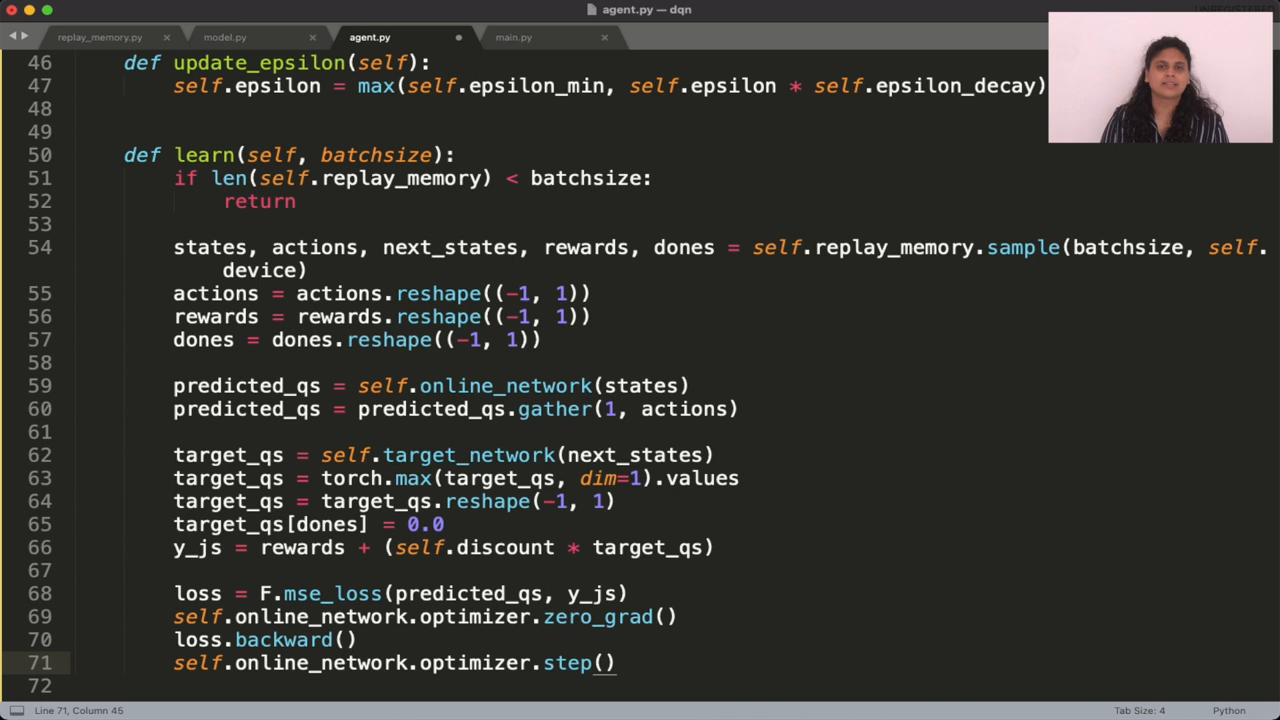 agent.py — dqn
UNREGISTERED
replay_memory.py × model.py × agent.py main.py ×
46 def update_epsilon(self):
47 self.epsilon = max(self.epsilon_min, self.epsilon * self.epsilon_decay)
48
49
50 def learn(self, batchsize):
51 if len(self.replay_memory) < batchsize:
52 return
53
54 states, actions, next_states, rewards, dones = self.replay_memory.sample(batchsize, self.
device)
55 actions = actions.reshape((-1, 1))
56 rewards = rewards.reshape((-1, 1))
57 dones = dones.reshape((-1, 1))
58
59 predicted_qs = self.online_network(states)
60 predicted_qs = predicted_qs.gather(1, actions)
61
62 target_qs = self.target_network(next_states)
63 target_qs = torch.max(target_qs, dim=1).values
64 target_qs = target_qs.reshape(-1, 1)
65 target_qs[dones] = 0.0
66 y_js = rewards + (self.discount * target_qs)
67
68 loss = F.mse_loss(predicted_qs, y_js)
69 self.online_network.optimizer.zero_grad()
70 loss.backward()
71 self.online_network.optimizer.step()
72
Line 71, Column 45 Tab Size: 4 Python